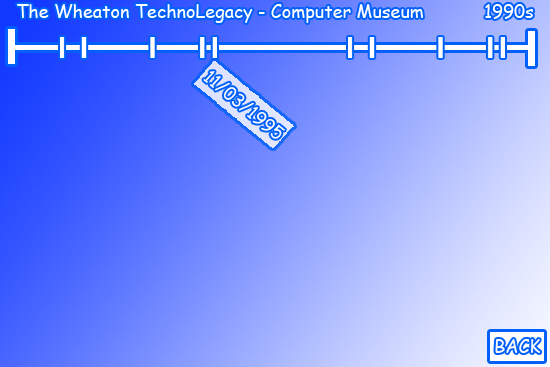 The Wheaton TechnoLegacy - Computer Museum 1990s
11/03/1995
BACK